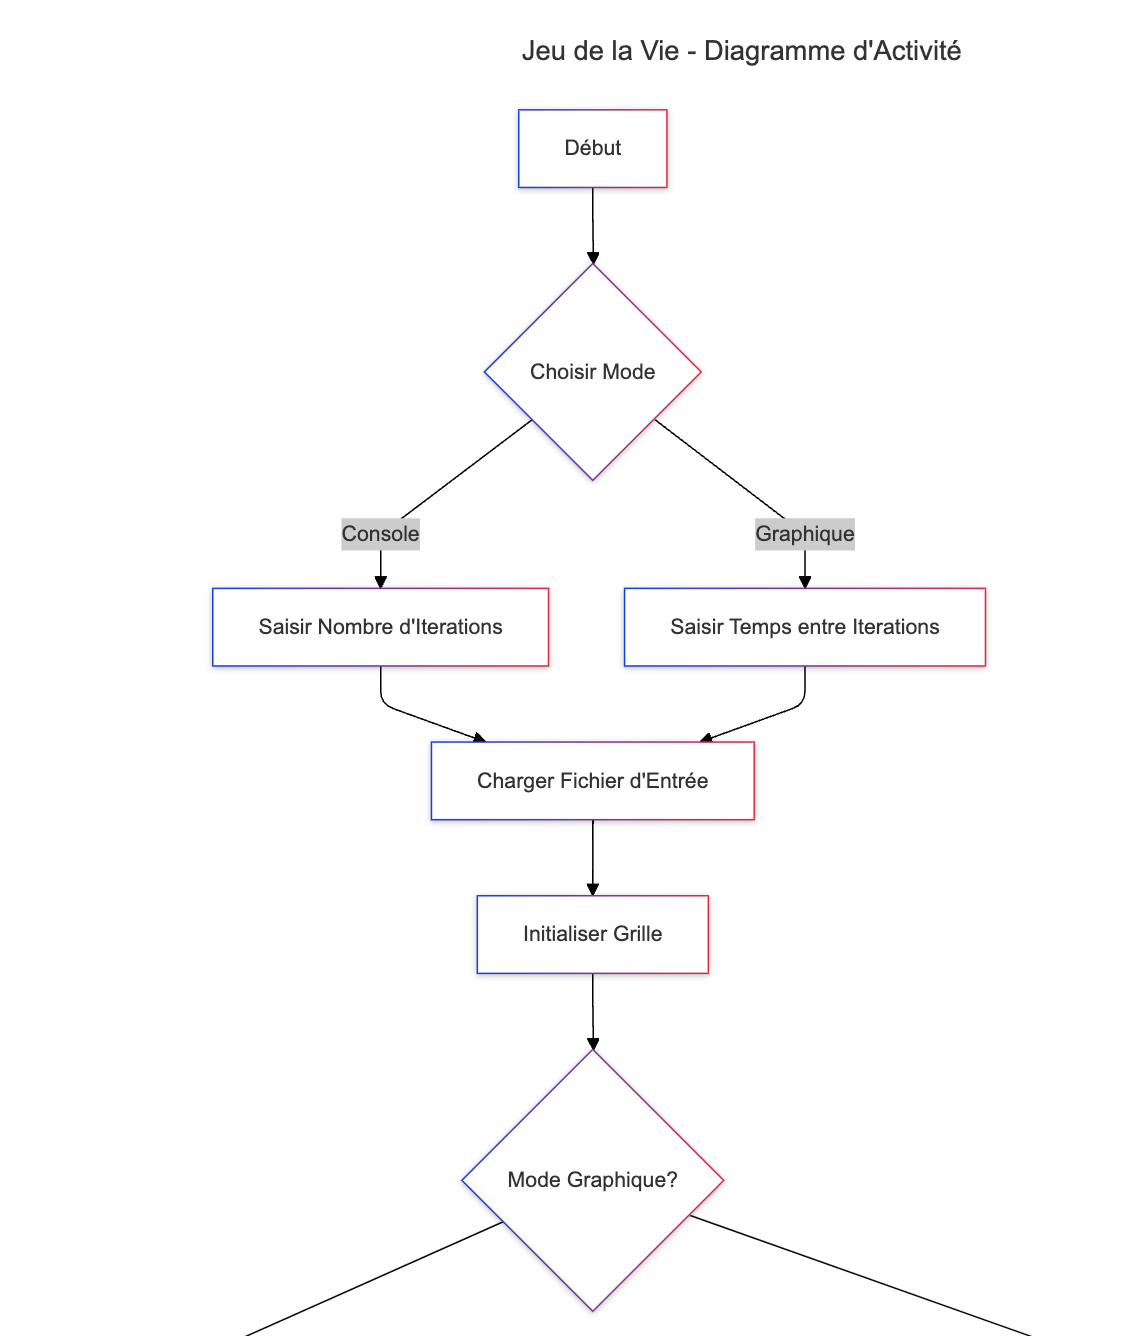 Jeu de la Vie - Diagramme d'Activité
Début
Choisir Mode
Console
Graphique
Saisir Nombre d'Iterations
Saisir Temps entre Iterations
Charger Fichier d'Entrée
Initialiser Grille
Mode Graphique?